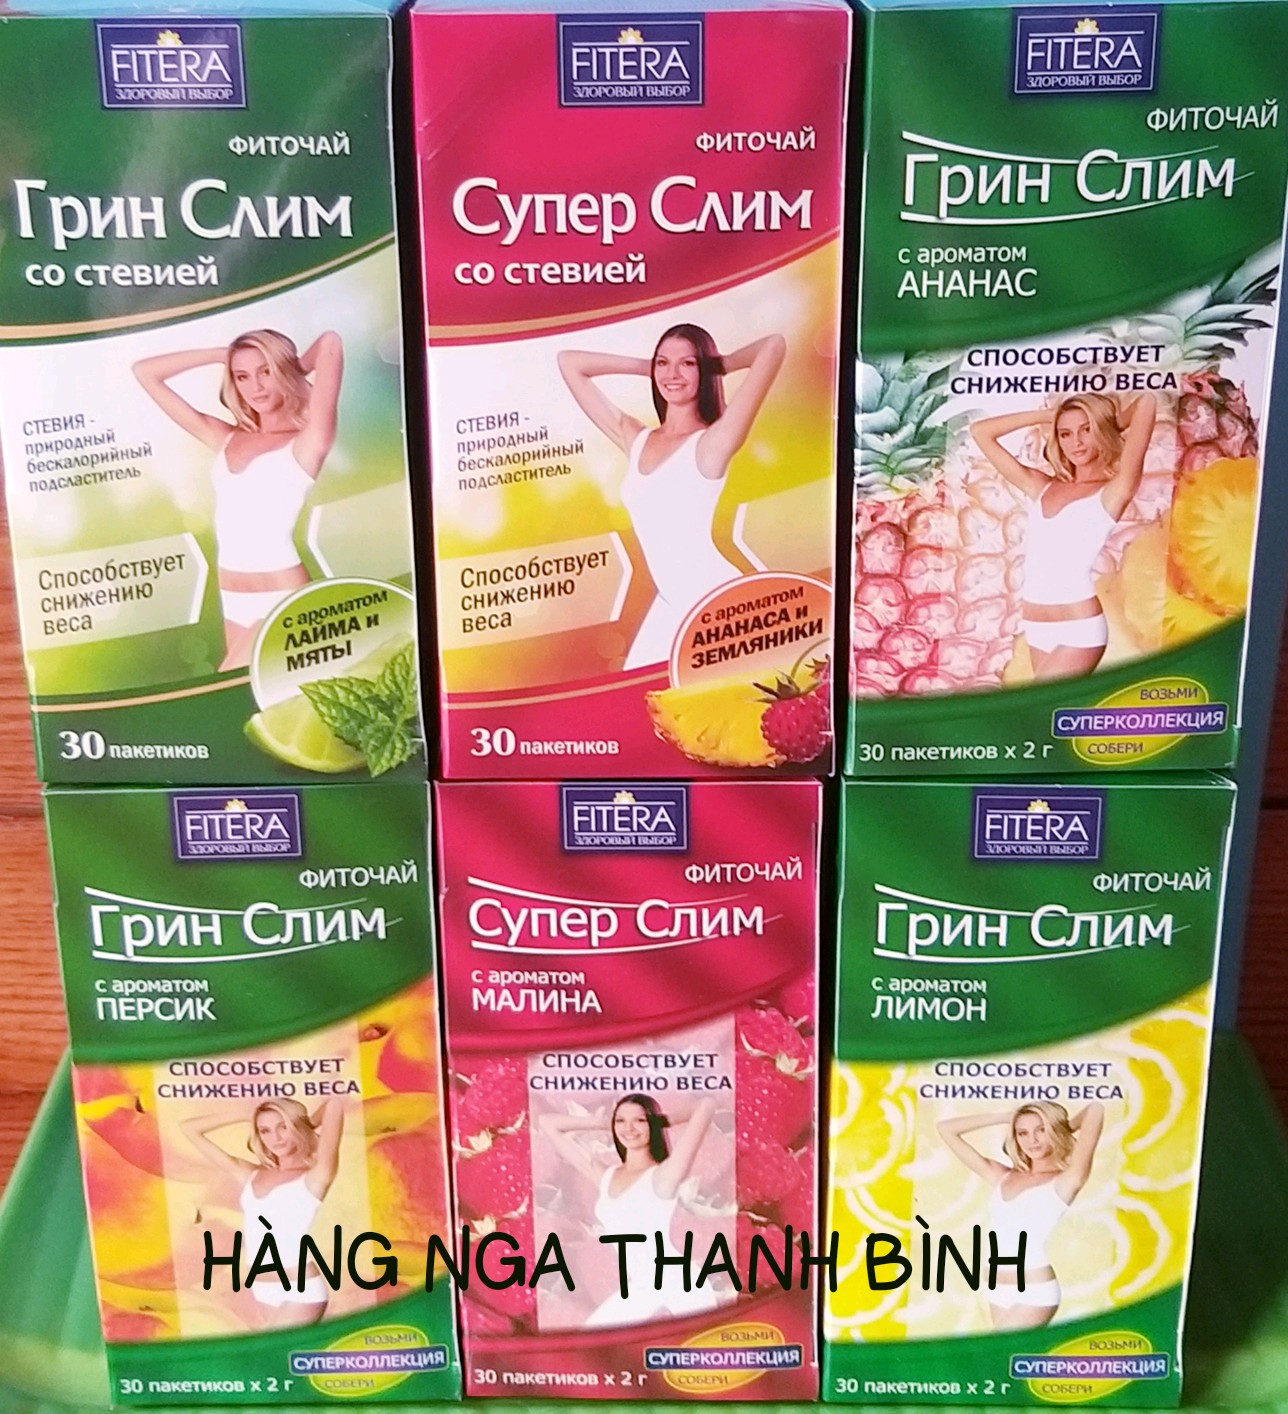 FITERA
ЗДОРОВЫЙ ВЫБОР
ФИТОЧАЙ
Грин Слим
со стевией
СТЕВИЯ -
природный
бескалорийный
подсластитель
Способствует
снижению
веса
с ароматом
ЛАЙМА и
МЯТЫ
30 пакетиков
FITERA
ЗДОРОВЫЙ ВЫБОР
ФИТОЧАЙ
Супер Слим
со стевией
СТЕВИЯ -
природный
бескалорийный
подсластитель
Способствует
снижению
веса
с ароматом
АНАНАСА и
ЗЕМЛЯНИКИ
30 пакетиков
FITERA
ЗДОРОВЫЙ ВЫБОР
ФИТОЧАЙ
Грин Слим
с ароматом
АНАНАС
СПОСОБСТВУЕТ
СНИЖЕНИЮ ВЕСА
ВОЗЬМИ
СУПЕРКОЛЛЕКЦИЯ
СОБЕРИ
30 пакетиков х 2 г
FITERA
ЗДОРОВЫЙ ВЫБОР
ФИТОЧАЙ
Грин Слим
с ароматом
ПЕРСИК
СПОСОБСТВУЕТ
СНИЖЕНИЮ ВЕСА
ВОЗЬМИ
СУПЕРКОЛЛЕКЦИЯ
СОБЕРИ
30 пакетиков х 2 г
FITERA
ЗДОРОВЫЙ ВЫБОР
ФИТОЧАЙ
Супер Слим
с ароматом
МАЛИНА
СПОСОБСТВУЕТ
СНИЖЕНИЮ ВЕСА
ВОЗЬМИ
СУПЕРКОЛЛЕКЦИЯ
СОБЕРИ
30 пакетиков х 2 г
FITERA
ЗДОРОВЫЙ ВЫБОР
ФИТОЧАЙ
Грин Слим
с ароматом
ЛИМОН
СПОСОБСТВУЕТ
СНИЖЕНИЮ ВЕСА
ВОЗЬМИ
СУПЕРКОЛЛЕКЦИЯ
СОБЕРИ
30 пакетиков х 2 г
HÀNG NGA THANH BÌNH